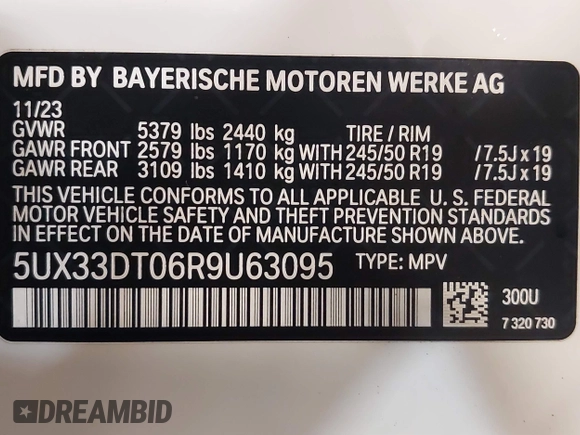 MFD BY BAYERISCHE MOTOREN WERKE AG
11/23
GVWR 5379 lbs 2440 kg TIRE / RIM
GAWR FRONT 2579 lbs 1170 kg WITH 245/50 R19 /7.5J x 19
GAWR REAR 3109 lbs 1410 kg WITH 245/50 R19 /7.5J x 19
THIS VEHICLE CONFORMS TO ALL APPLICABLE U. S. FEDERAL
MOTOR VEHICLE SAFETY AND THEFT PREVENTION STANDARDS
IN EFFECT ON THE DATE OF MANUFACTURE SHOWN ABOVE.
5UX33DT06R9U63095 TYPE: MPV
300U
7 320 730
DREAMBID